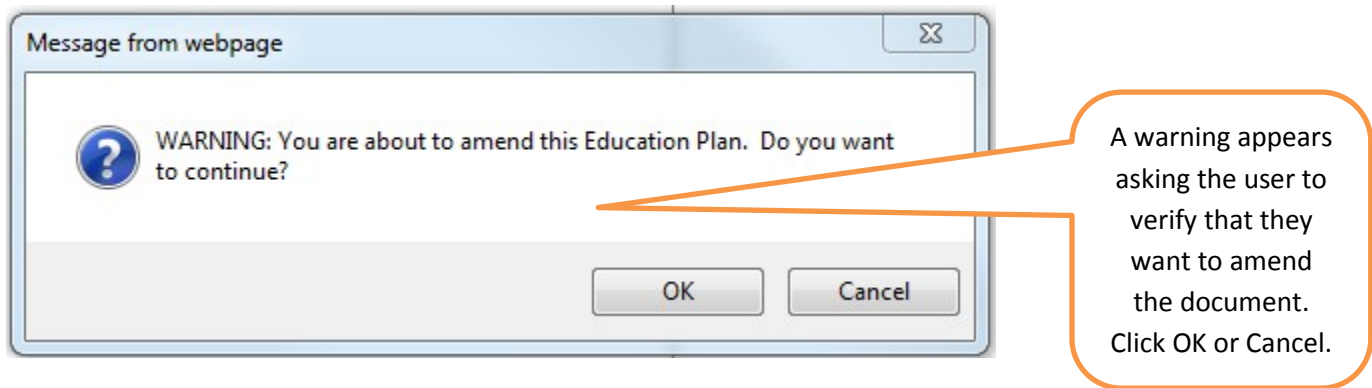 Message from webpage
WARNING: You are about to amend this Education Plan.  Do you want
to continue?
OK
Cancel
A warning appears
asking the user to
verify that they
want to amend
the document.
Click OK or Cancel.